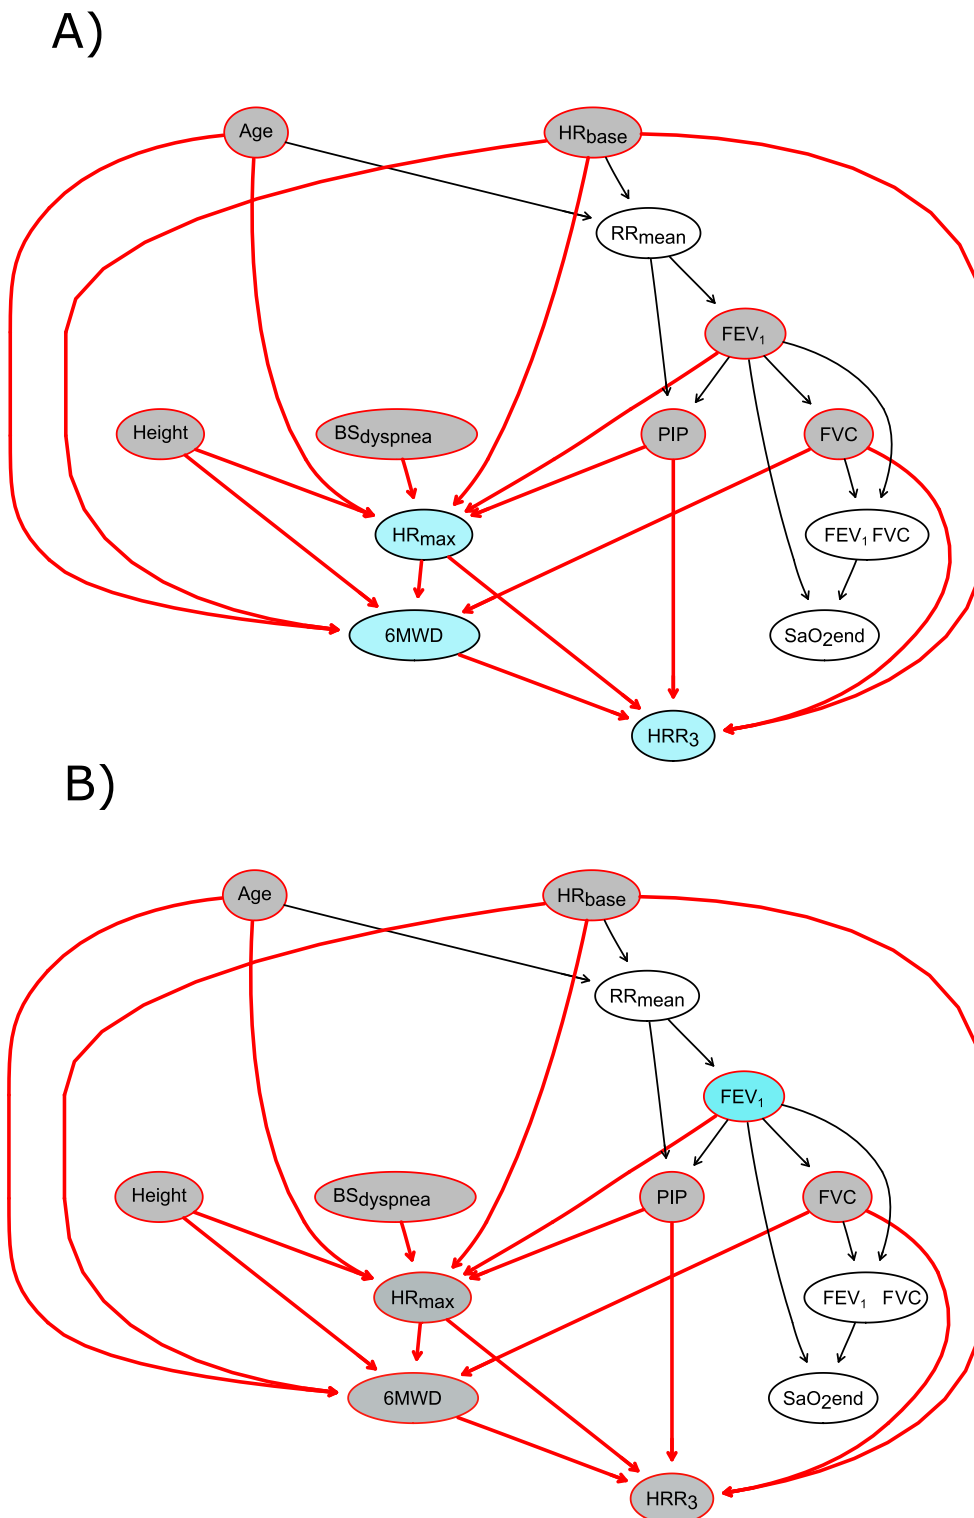 A)
Age
HRbase
RRmean
FEV₁
Height
BSdyspnea
PIP
FVC
HRmax
FEV₁ FVC
6MWD
SaO2end
HRR3
B)
Age
HRbase
RRmean
FEV₁
Height
BSdyspnea
PIP
FVC
HRmax
FEV₁ FVC
6MWD
SaO2end
HRR3